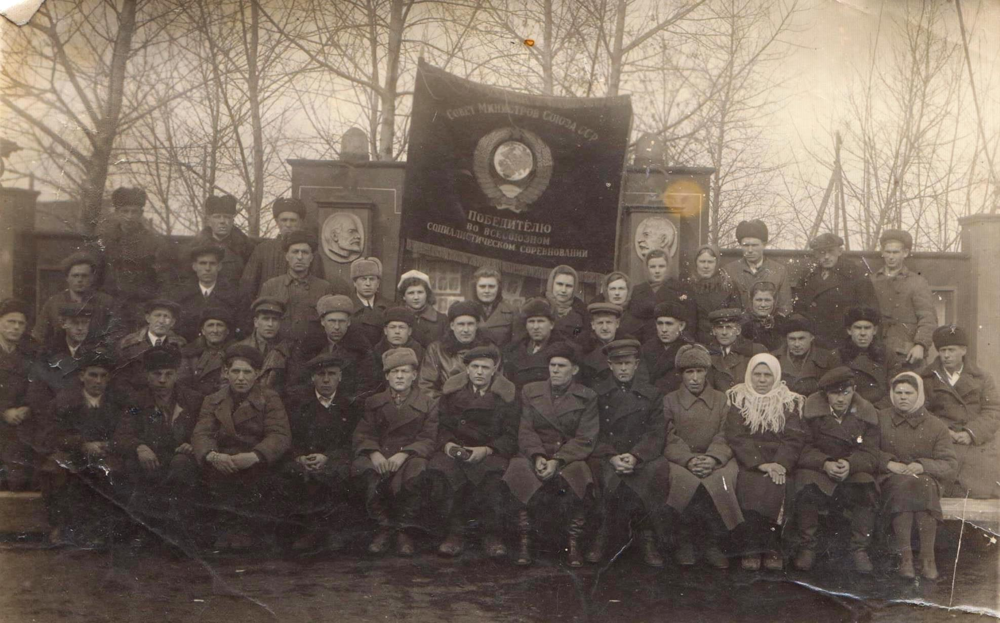 Совет Министров Союза ССР
ПОБЕДИТЕЛЮ
ВО ВСЕСОЮЗНОМ
СОЦИАЛИСТИЧЕСКОМ СОРЕВНОВАНИИ